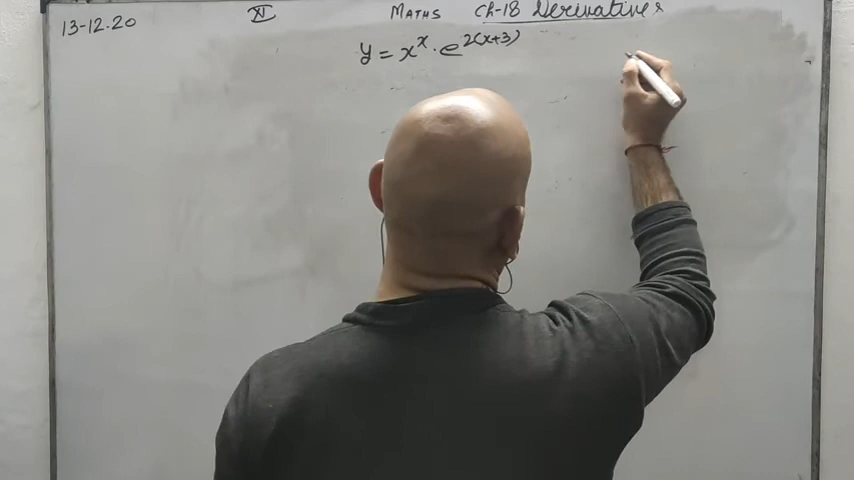 13-12.20 XI MATHS Ch-18 Derivatives
y = x^x · e^2(x+3)